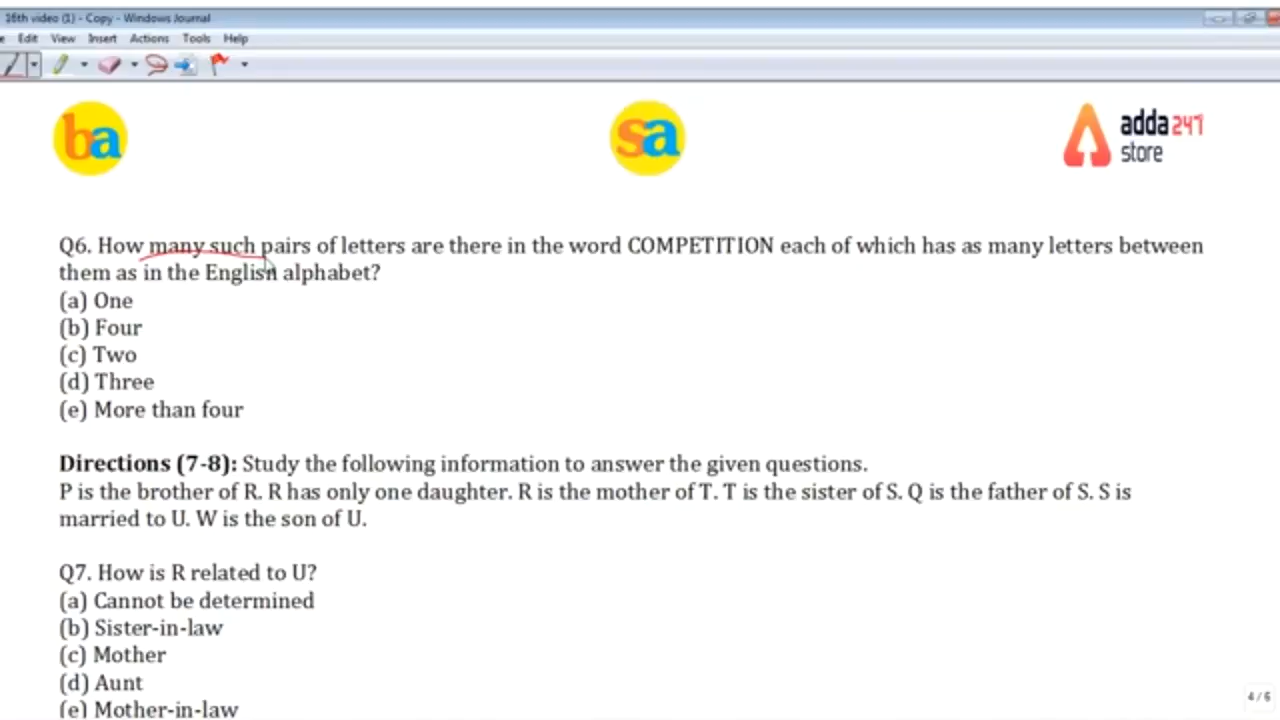 16th video (1) - Copy - Windows Journal
Edit View Insert Actions Tools Help
ba
sa
adda247
store
Q6. How many such pairs of letters are there in the word COMPETITION each of which has as many letters between
them as in the English alphabet?
(a) One
(b) Four
(c) Two
(d) Three
(e) More than four
Directions (7-8): Study the following information to answer the given questions.
P is the brother of R. R has only one daughter. R is the mother of T. T is the sister of S. Q is the father of S. S is
married to U. W is the son of U.
Q7. How is R related to U?
(a) Cannot be determined
(b) Sister-in-law
(c) Mother
(d) Aunt
(e) Mother-in-law
4 / 6